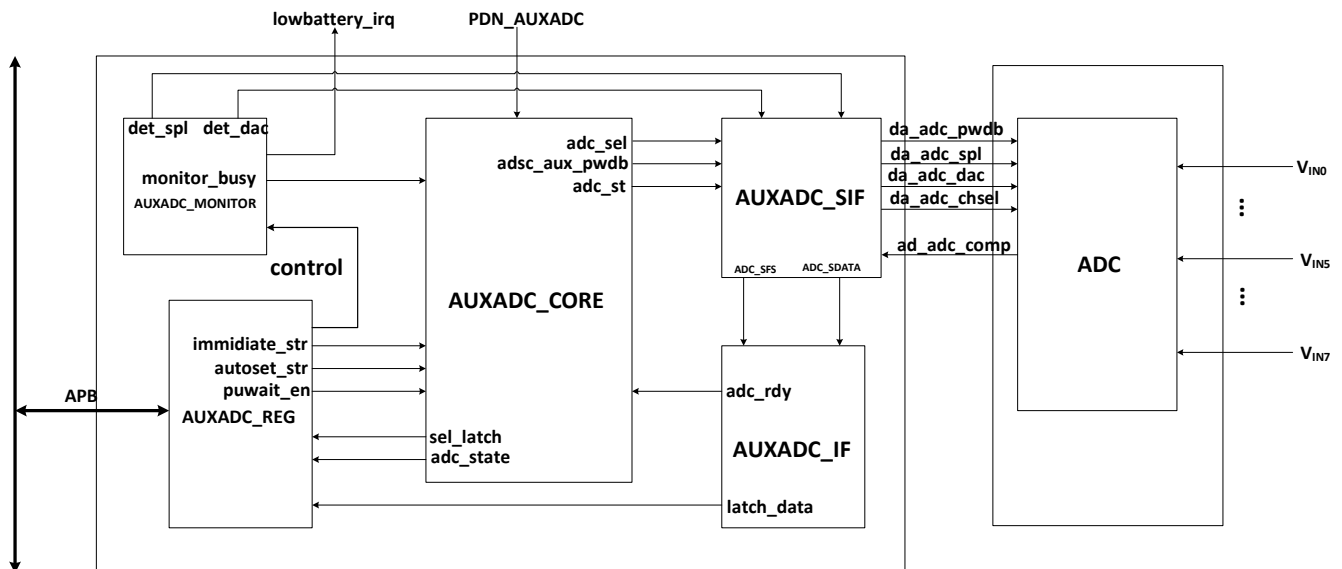 lowbattery_irq
PDN_AUXADC
det_spl
det_dac
monitor_busy
AUXADC_MONITOR
control
adc_sel
adsc_aux_pwdb
adc_st
AUXADC_CORE
AUXADC_SIF
ADC_SFS
ADC_SDATA
da_adc_pwdb
da_adc_spl
da_adc_dac
da_adc_chsel
ad_adc_comp
ADC
VIN0
⋮
VIN5
⋮
VIN7
APB
immidiate_str
autoset_str
puwait_en
AUXADC_REG
sel_latch
adc_state
adc_rdy
AUXADC_IF
latch_data